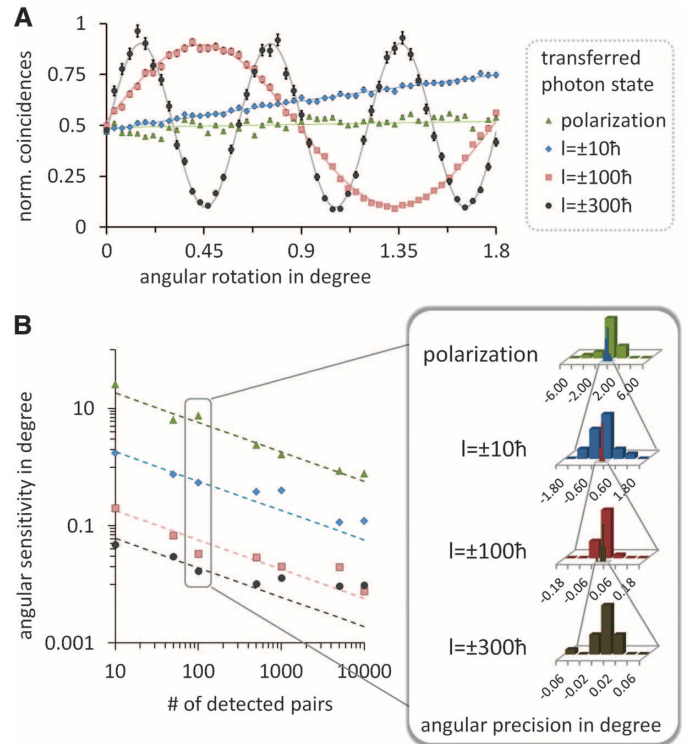 A
norm. coincidences
1
0.75
0.5
0.25
0
0 0.45 0.9 1.35 1.8
angular rotation in degree
transferred
photon state
polarization
l=±10ħ
l=±100ħ
l=±300ħ
B
angular sensitivity in degree
10
0.1
0.001
10 100 1000 10000
# of detected pairs
polarization
-6.00 -2.00 2.00 6.00
l=±10ħ
-1.80 -0.60 0.60 1.80
l=±100ħ
-0.18 -0.06 0.06 0.18
l=±300ħ
-0.06 -0.02 0.02 0.06
angular precision in degree